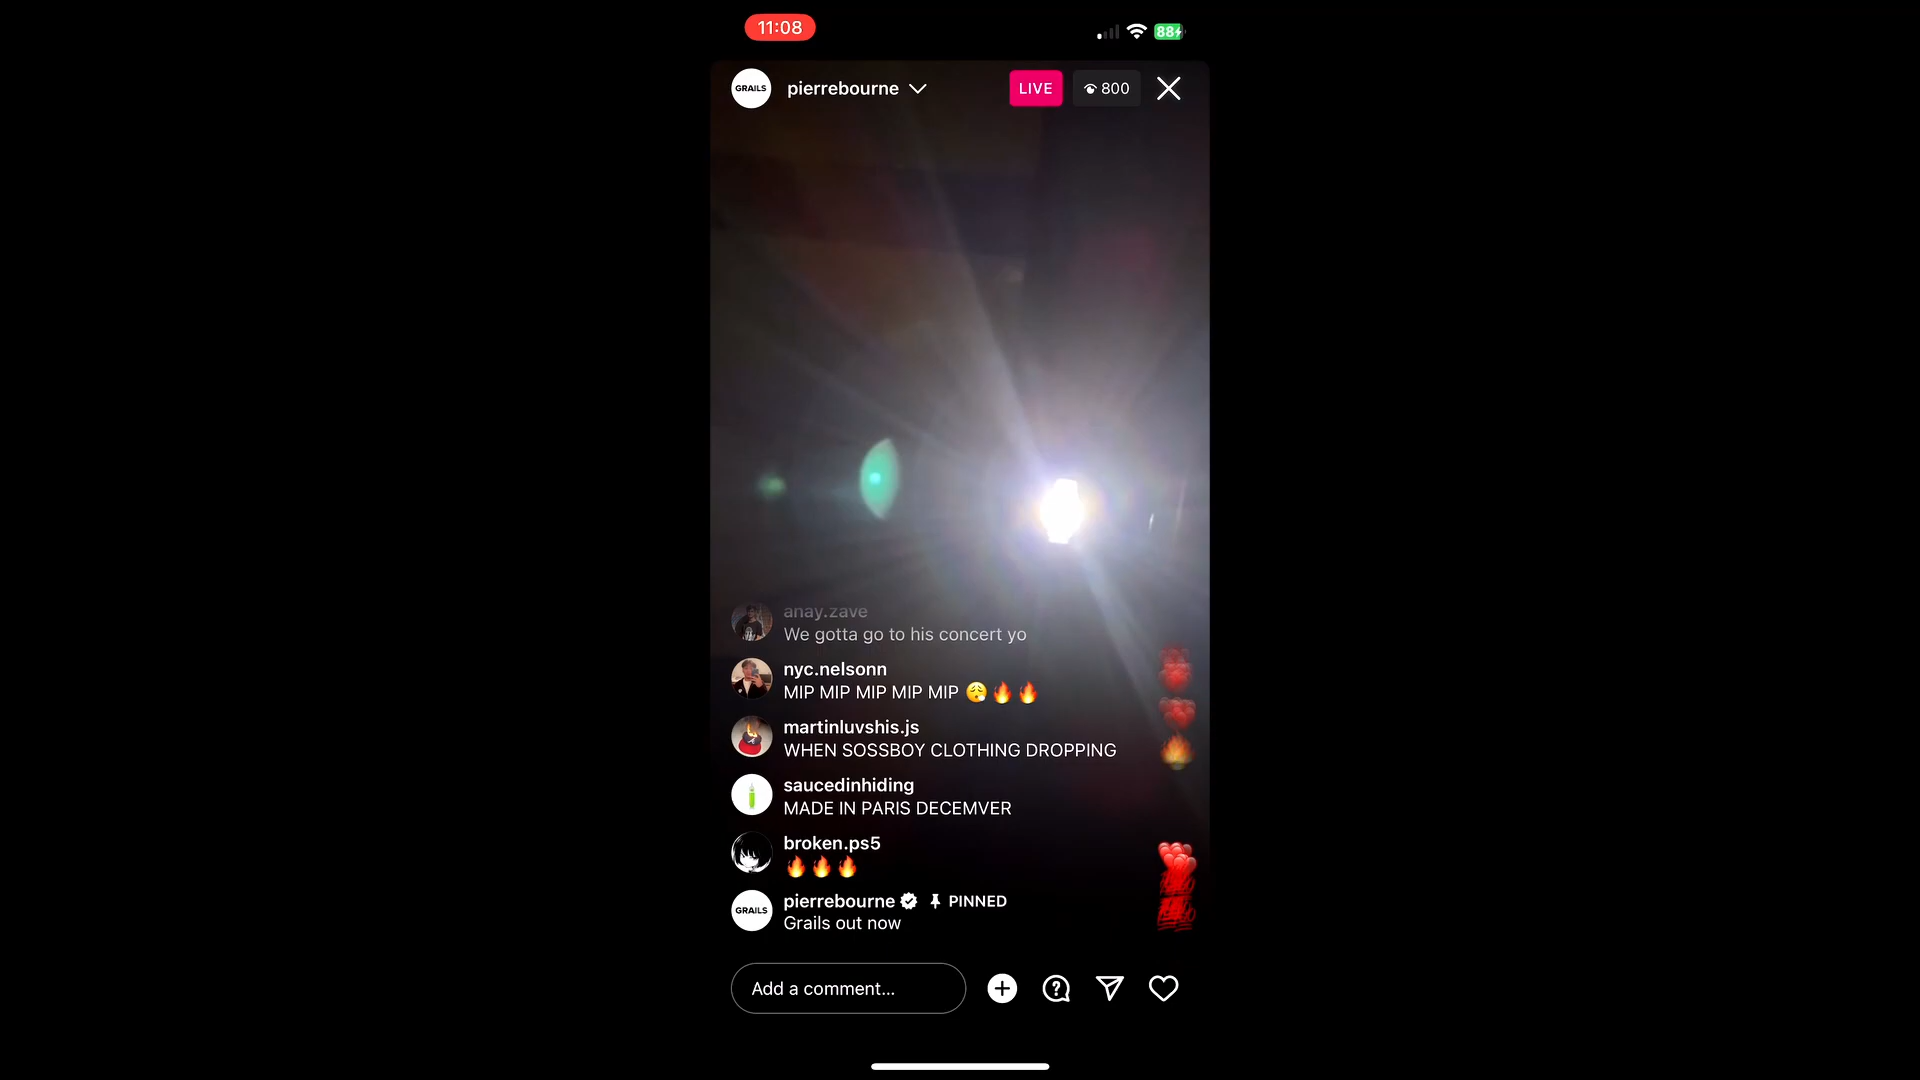 11:08
88
GRAILS
pierrebourne
LIVE
800
anay.zave
We gotta go to his concert yo
nyc.nelsonn
MIP MIP MIP MIP MIP 😮‍💨🔥🔥
martinluvshis.js
WHEN SOSSBOY CLOTHING DROPPING
saucedinhiding
MADE IN PARIS DECEMVER
broken.ps5
🔥🔥🔥
GRAILS
pierrebourne PINNED
Grails out now
Add a comment...